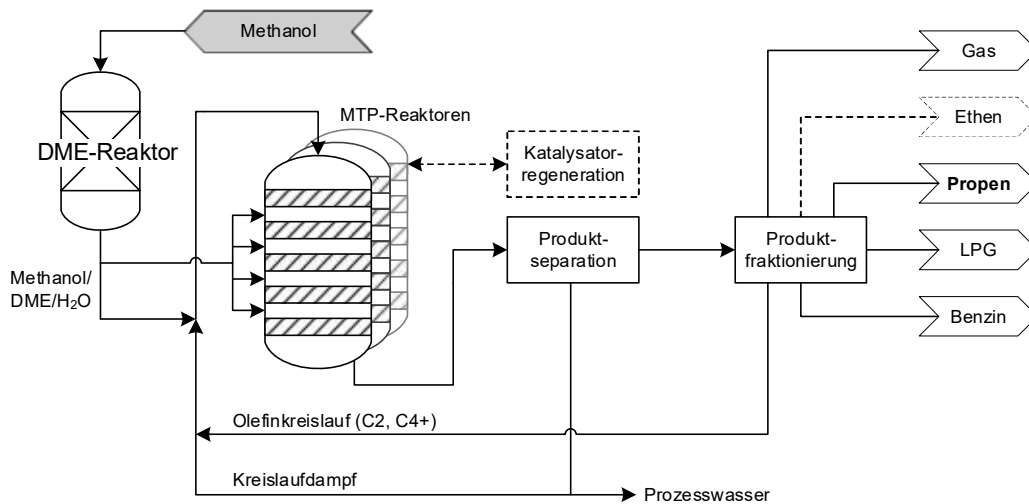 Methanol
Gas
MTP-Reaktoren
Ethen
DME-Reaktor
Katalysator-
regeneration
Propen
Produkt-
separation
Produkt-
fraktionierung
LPG
Methanol/
DME/H₂O
Benzin
Olefinkreislauf (C2, C4+)
Kreislaufdampf
Prozesswasser